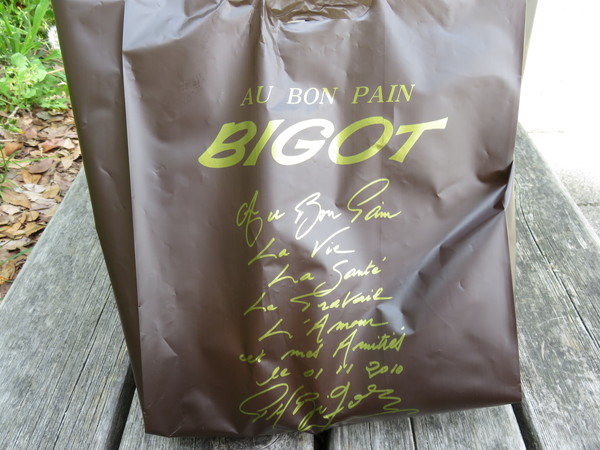 AU BON PAIN
BIGOT
Au Bon Pain
La Vie
La Santé
Le Travail
L'Amour
mes Amitiés
le 01 11 2010